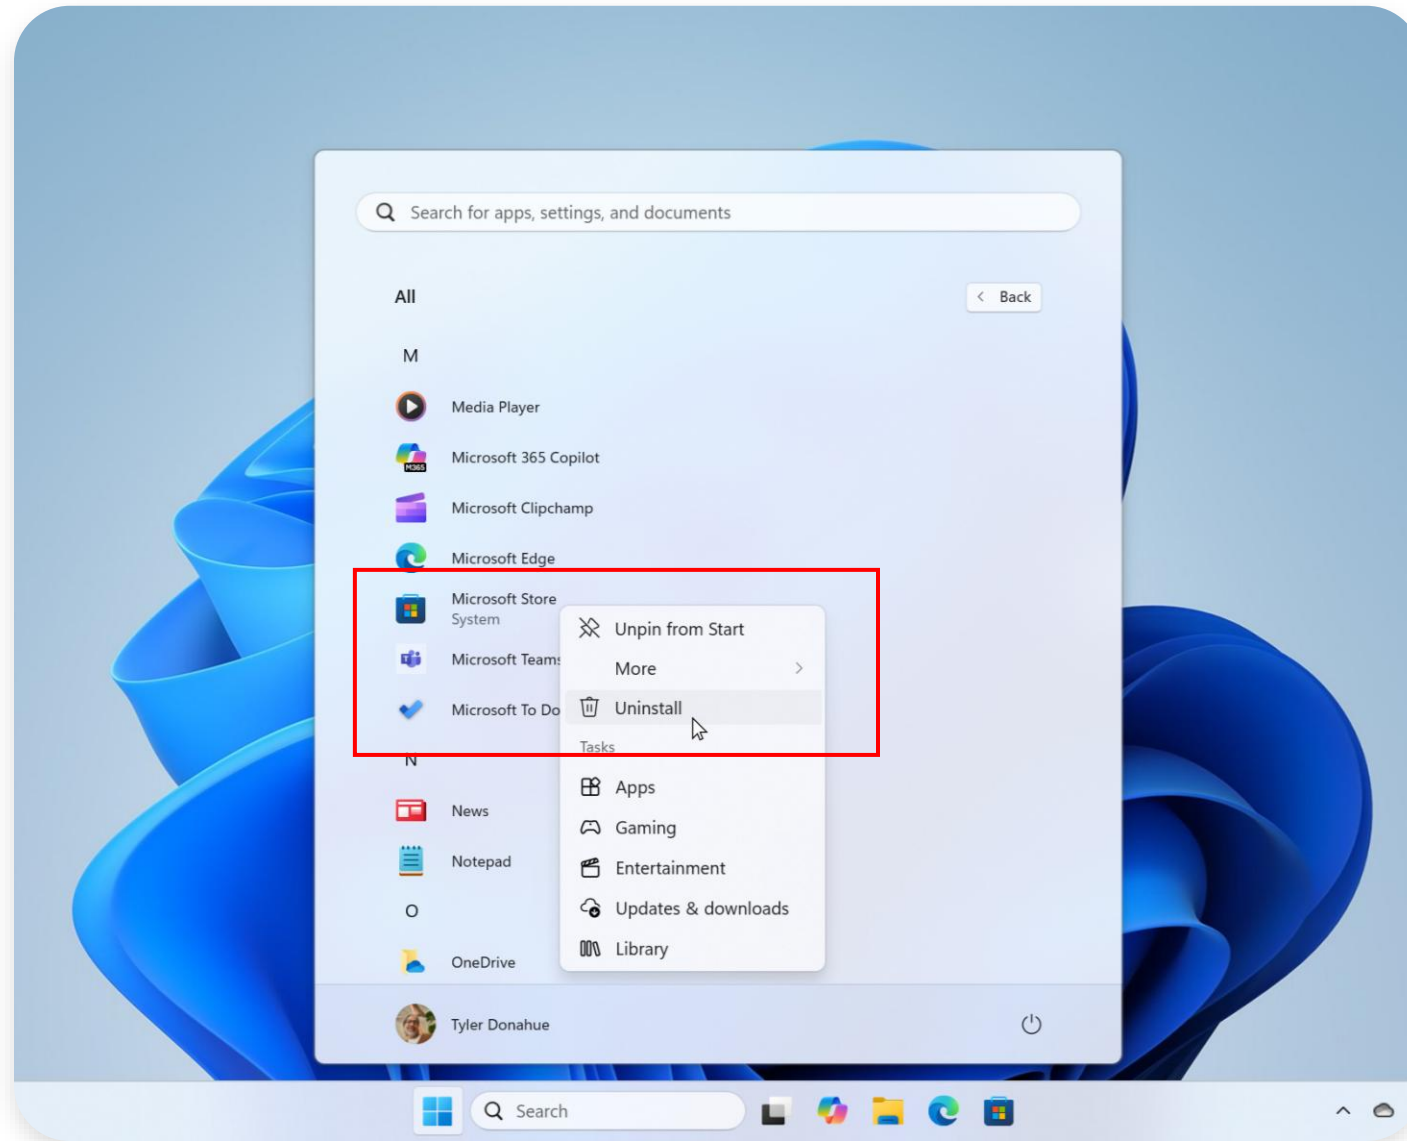 Search for apps, settings, and documents
All
Back
M
Media Player
M365
Microsoft 365 Copilot
Microsoft Clipchamp
Microsoft Edge
Microsoft Store
System
Microsoft Teams
Microsoft To Do
Unpin from Start
More
Uninstall
Tasks
Apps
Gaming
Entertainment
Updates & downloads
Library
N
News
Notepad
O
OneDrive
Tyler Donahue
Search